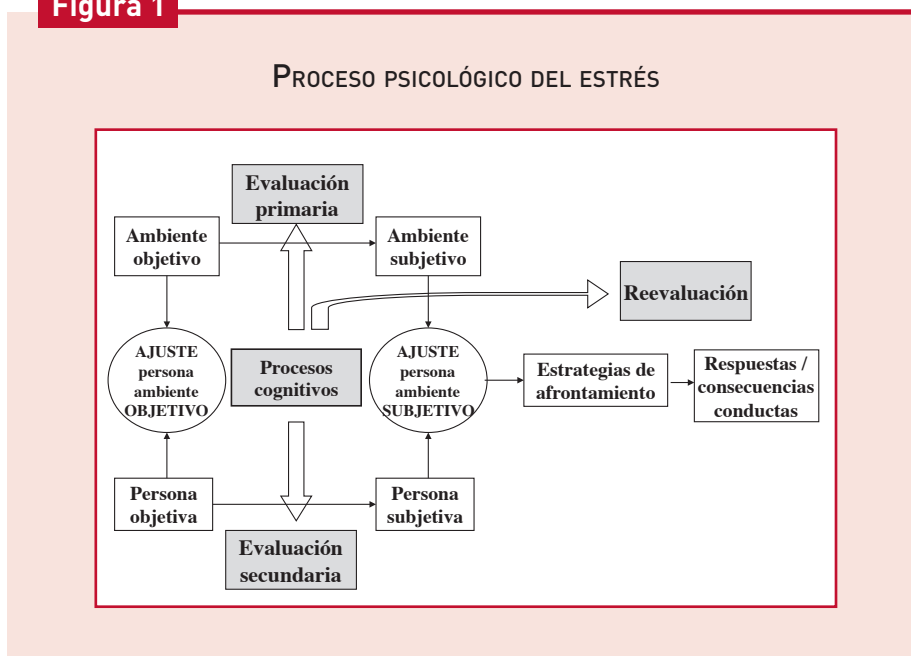 Figura 1
PROCESO PSICOLÓGICO DEL ESTRÉS
Evaluación
primaria
Ambiente
objetivo
Ambiente
subjetivo
Reevaluación
AJUSTE
persona
ambiente
OBJETIVO
Procesos
cognitivos
AJUSTE
persona
ambiente
SUBJETIVO
Estrategias de
afrontamiento
Respuestas /
consecuencias
conductas
Persona
objetiva
Persona
subjetiva
Evaluación
secundaria